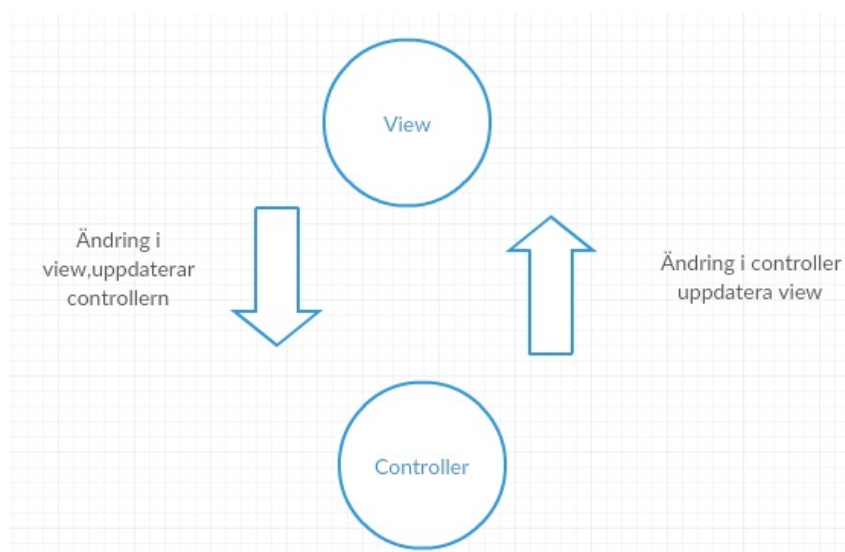 View
Ändring i
view,uppdaterar
controllern
Ändring i controller
uppdatera view
Controller